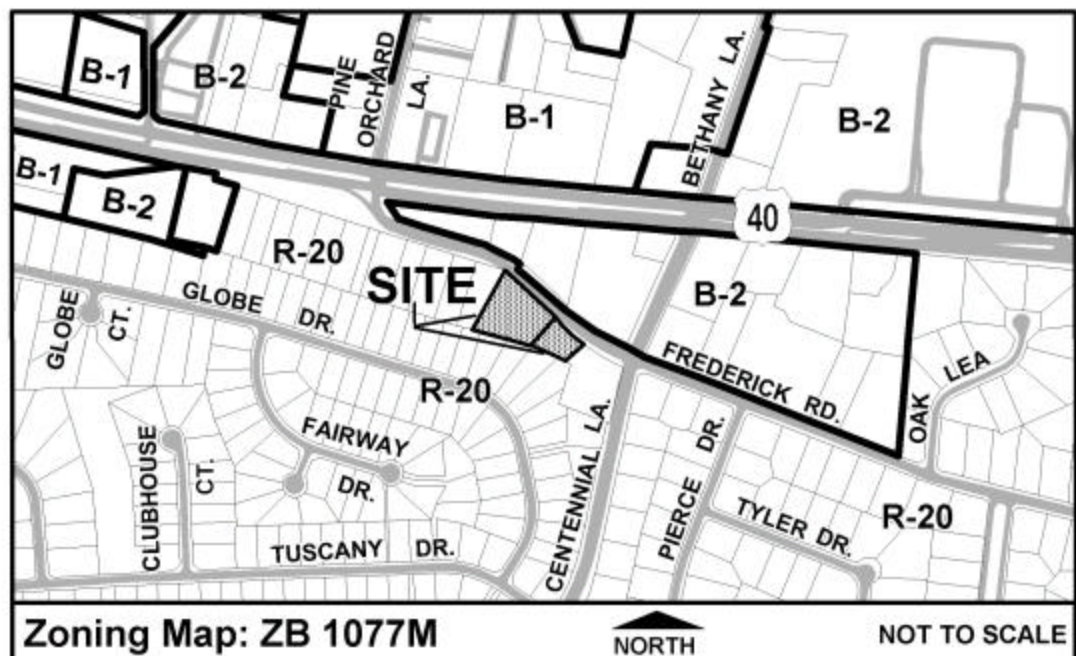 B-1
B-2
PINE
ORCHARD
LA.
B-1
BETHANY LA.
B-2
B-1
B-2
40
R-20
SITE
B-2
GLOBE
CT.
GLOBE DR.
R-20
FREDERICK RD.
OAK LEA
FAIRWAY
DR.
CLUBHOUSE
CT.
CENTENNIAL LA.
PIERCE DR.
TYLER DR.
R-20
TUSCANY DR.
Zoning Map: ZB 1077M
NORTH
NOT TO SCALE